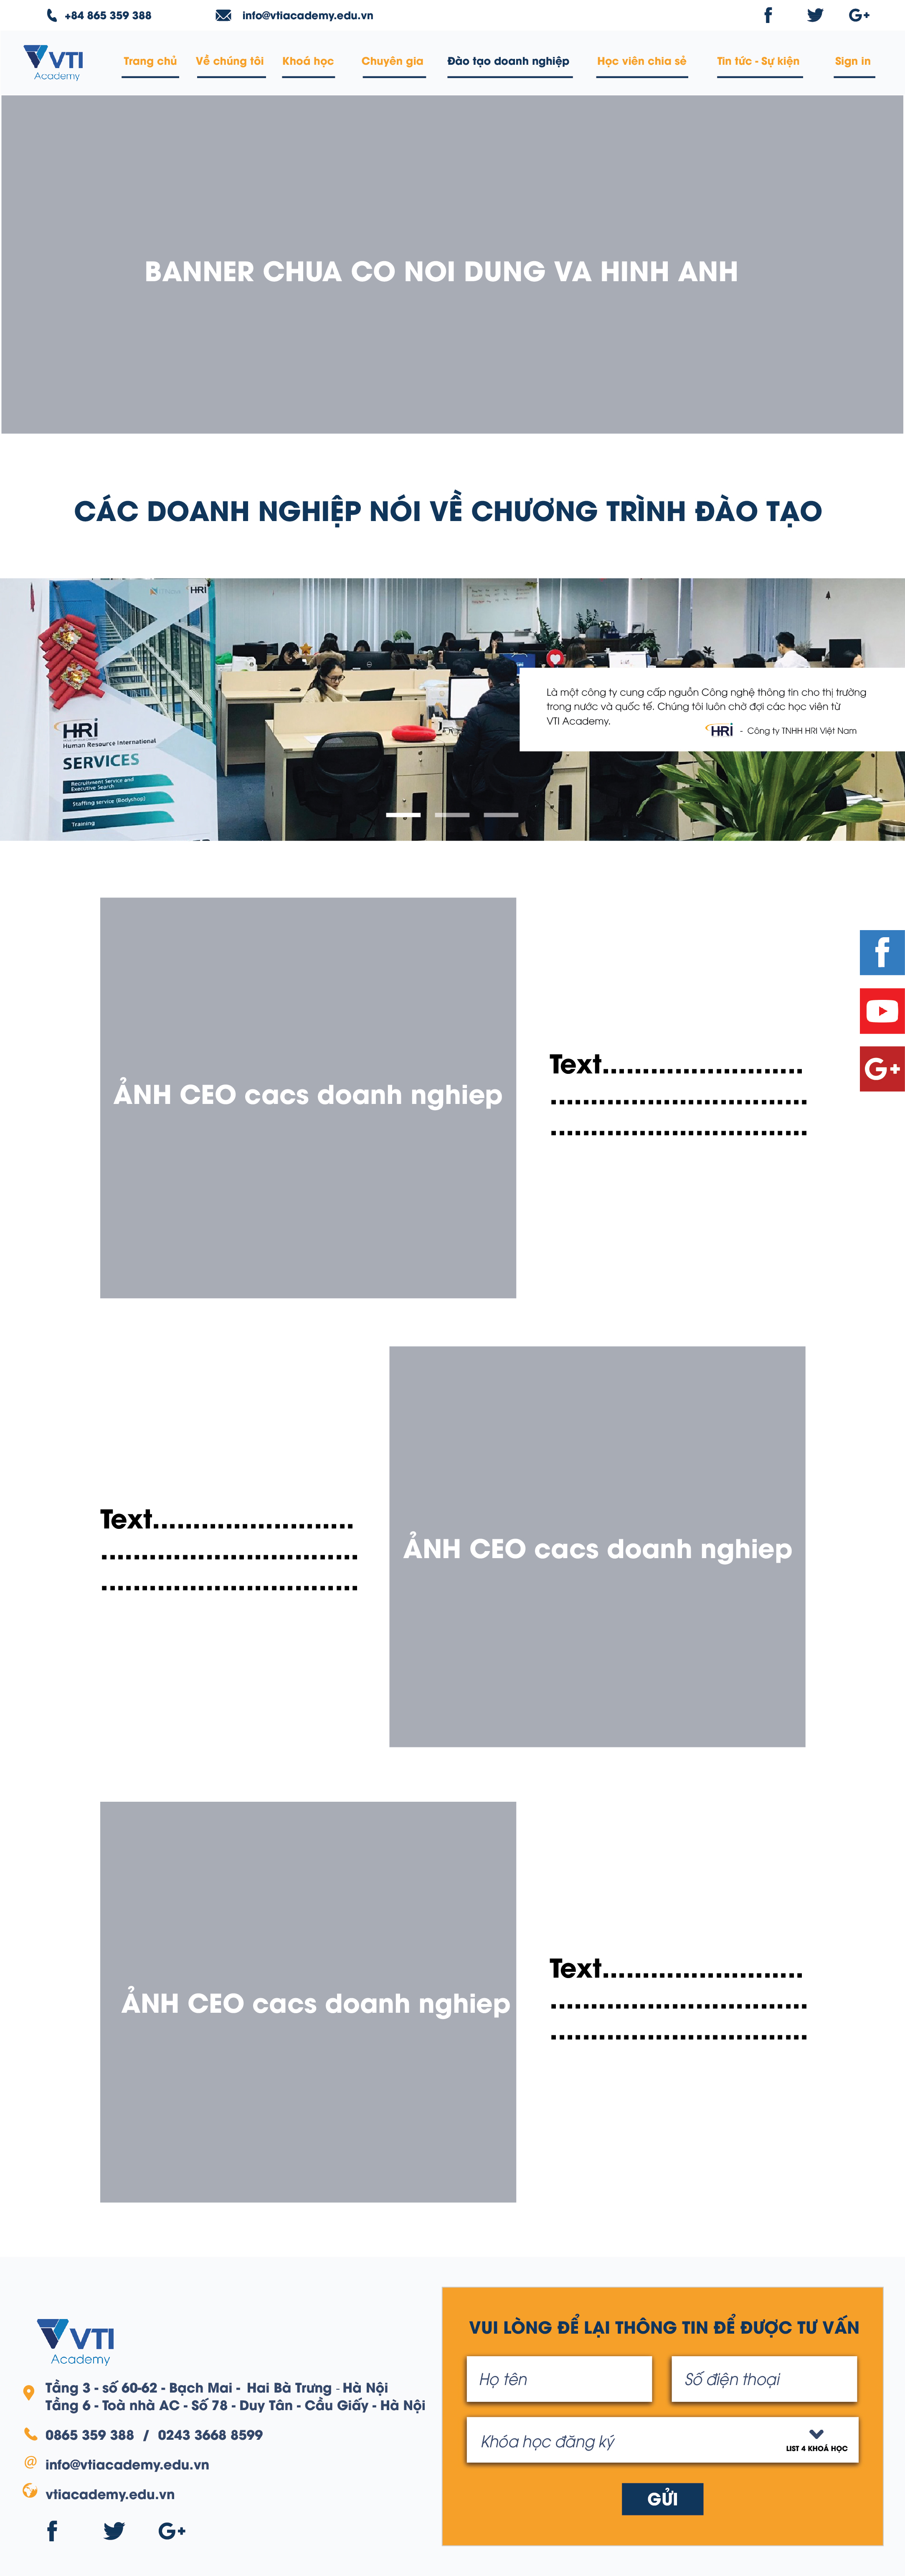 +84 865 359 388
info@vtiacademy.edu.vn
VTI
Academy
Trang chủ
Về chúng tôi
Khoá học
Chuyên gia
Đào tạo doanh nghiệp
Học viên chia sẻ
Tin tức - Sự kiện
Sign in
BANNER CHUA CO NOI DUNG VA HINH ANH
CÁC DOANH NGHIỆP NÓI VỀ CHƯƠNG TRÌNH ĐÀO TẠO
HRI
HRI
Human Resource International
SERVICES
Recruitment Service and
Executive Search
Staffing service (Bodyshop)
Training
Là một công ty cung cấp nguồn Công nghệ thông tin cho thị trường
trong nước và quốc tế. Chúng tôi luôn chờ đợi các học viên từ
VTI Academy.
HRI - Công ty TNHH HRI Việt Nam
ẢNH CEO cacs doanh nghiep
Text.........................
................................
................................
Text.........................
................................
................................
ẢNH CEO cacs doanh nghiep
ẢNH CEO cacs doanh nghiep
Text.........................
................................
................................
VTI
Academy
Tầng 3 - số 60-62 - Bạch Mai - Hai Bà Trưng - Hà Nội
Tầng 6 - Toà nhà AC - Số 78 - Duy Tân - Cầu Giấy - Hà Nội
0865 359 388 / 0243 3668 8599
info@vtiacademy.edu.vn
vtiacademy.edu.vn
VUI LÒNG ĐỂ LẠI THÔNG TIN ĐỂ ĐƯỢC TƯ VẤN
Họ tên
Số điện thoại
Khóa học đăng ký
LIST 4 KHOÁ HỌC
GỬI